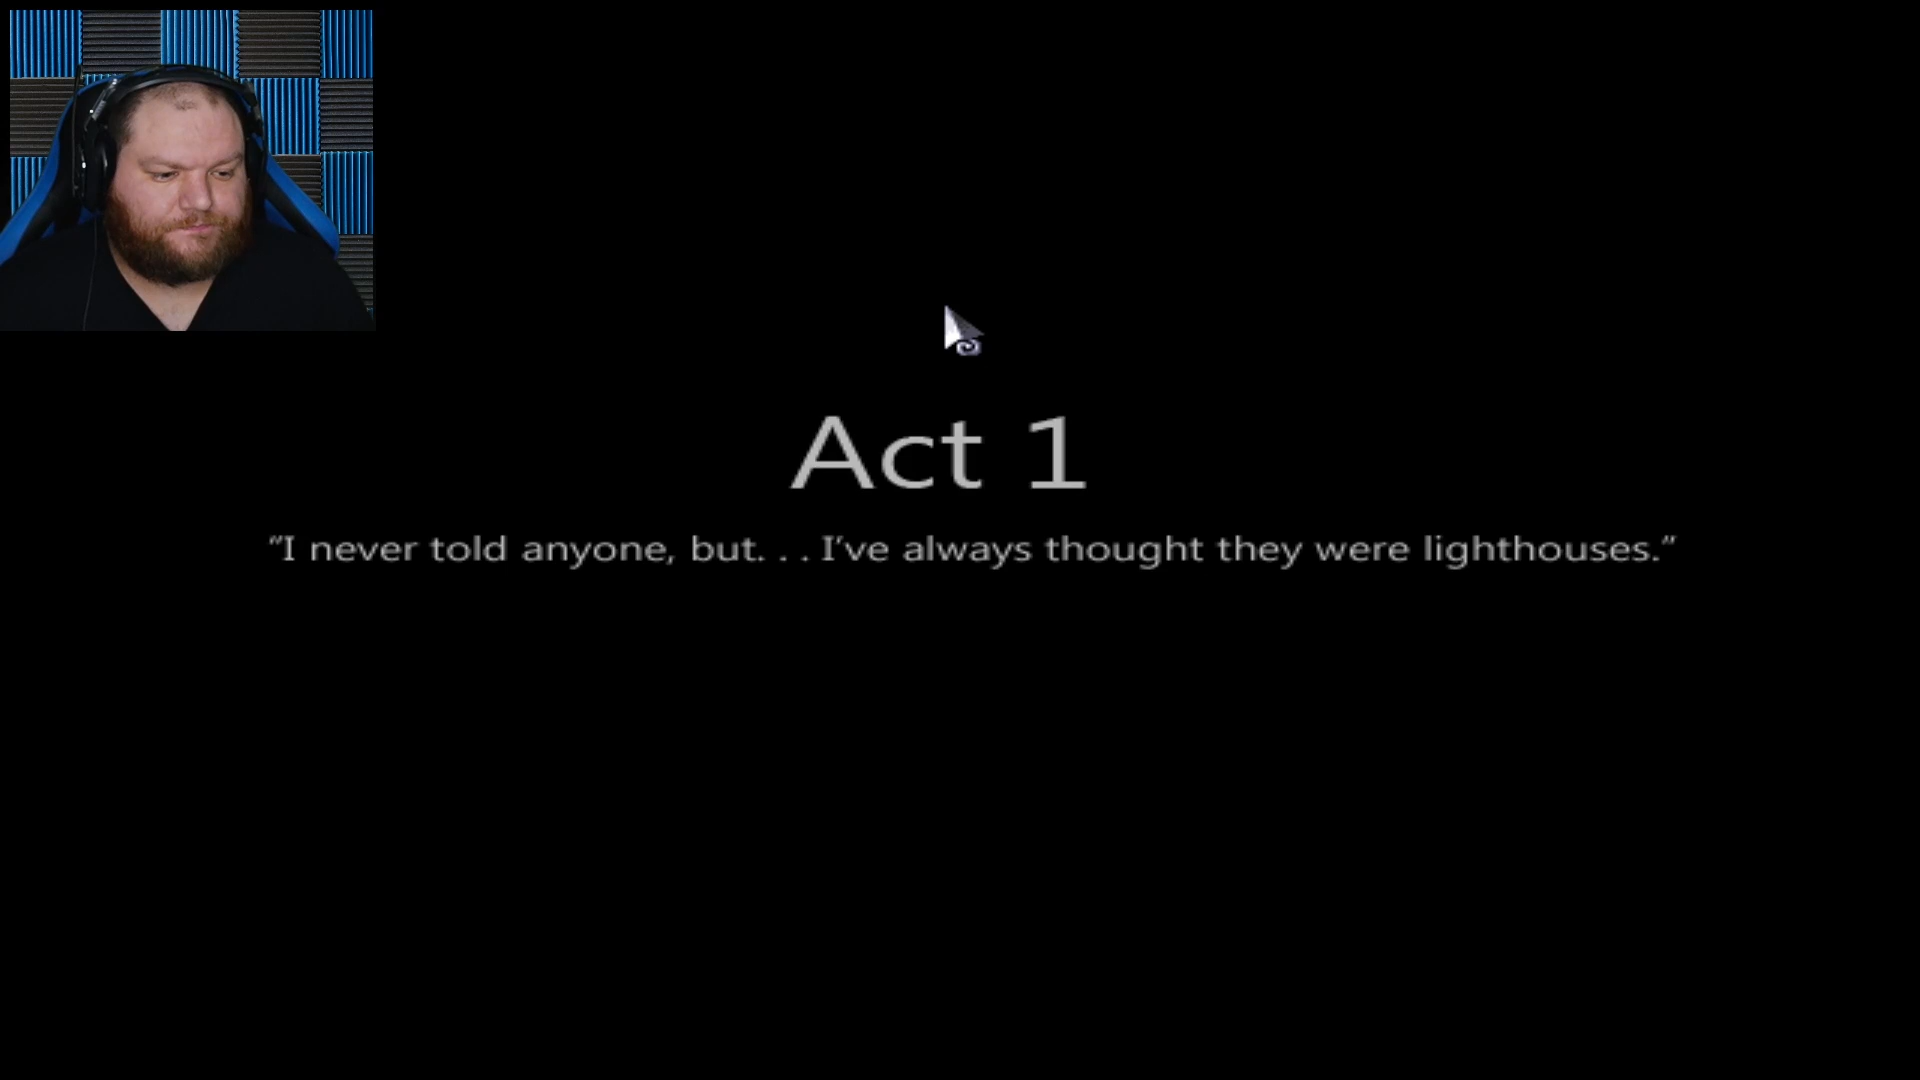 Act 1
“I never told anyone, but. . . I’ve always thought they were lighthouses.”